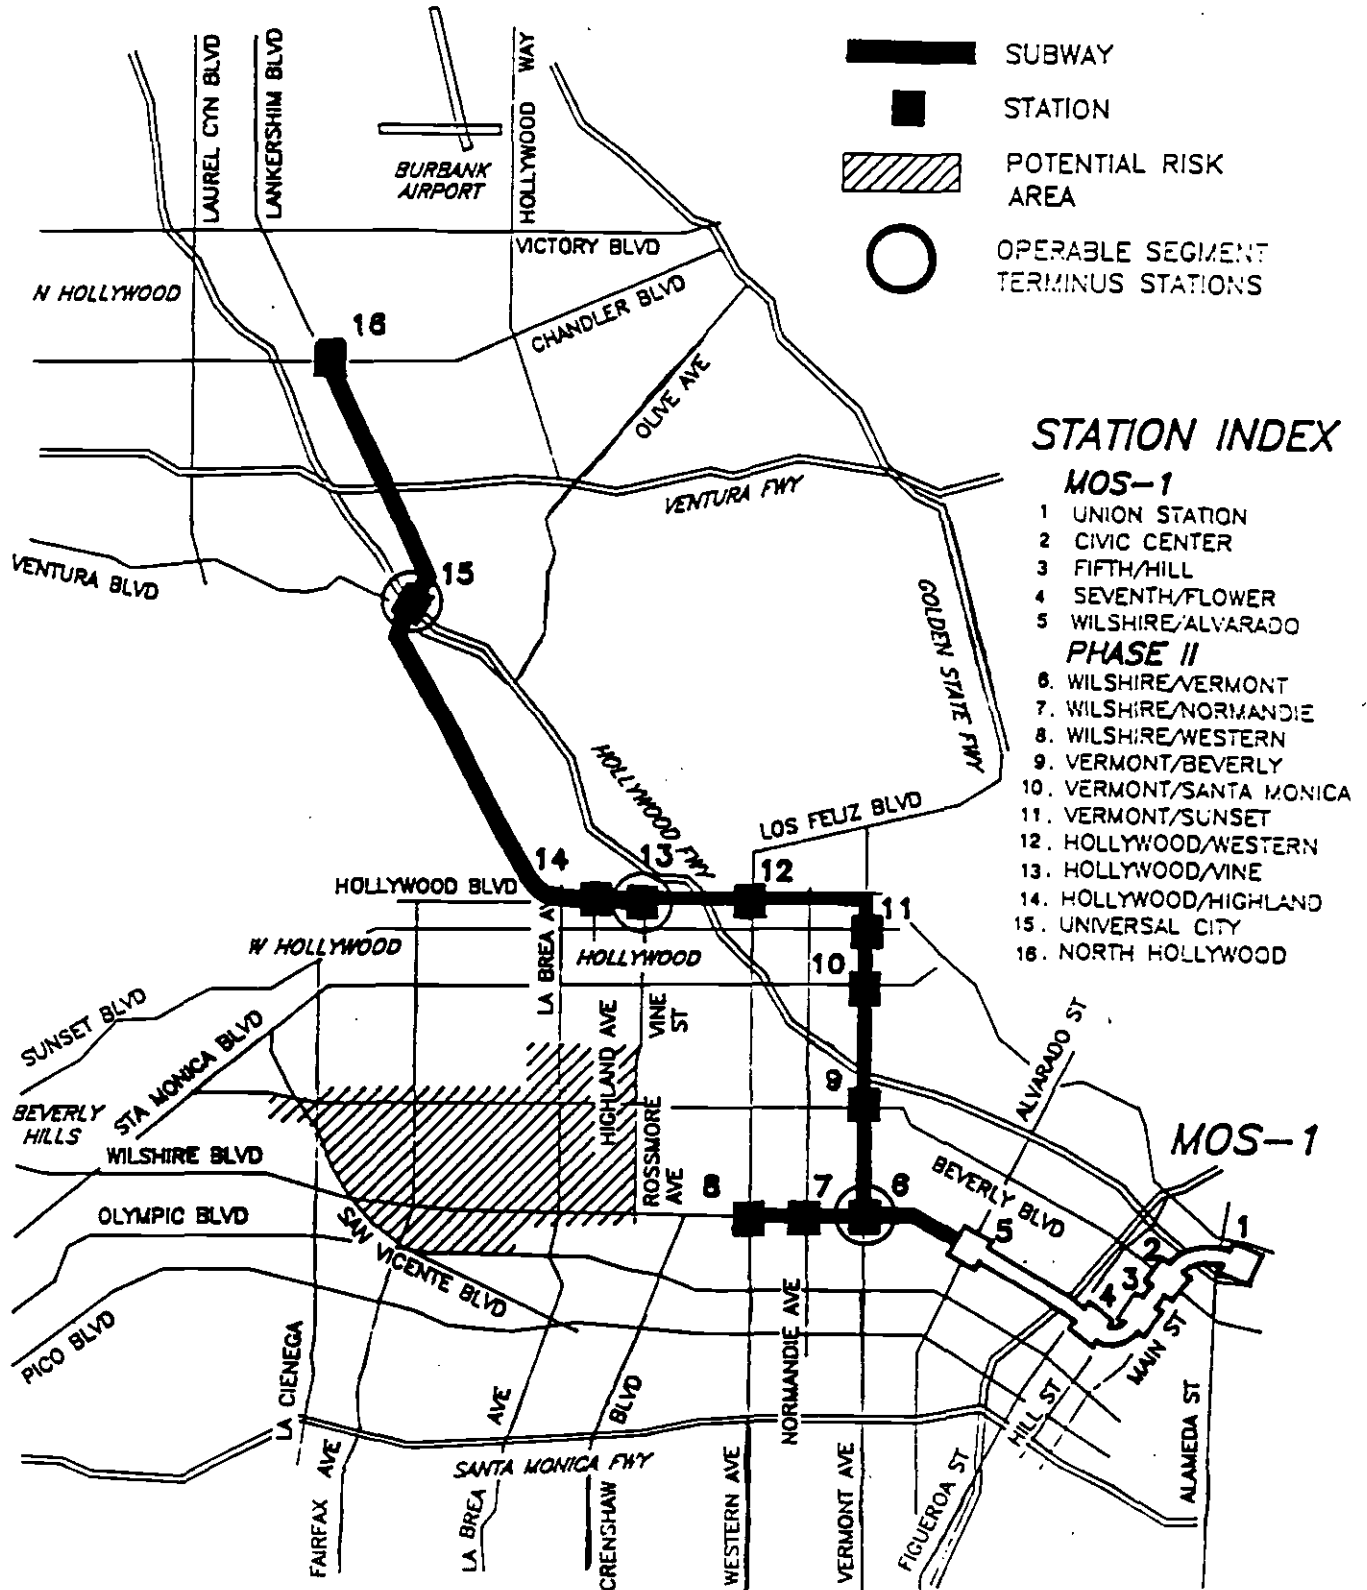 SUBWAY
STATION
POTENTIAL RISK
AREA
OPERABLE SEGMENT
TERMINUS STATIONS
LAUREL CYN BLVD
LANKERSHIM BLVD
HOLLYWOOD WAY
BURBANK
AIRPORT
VICTORY BLVD
N HOLLYWOOD
CHANDLER BLVD
16
OLIVE AVE
VENTURA FWY
VENTURA BLVD
15
GOLDEN STATE FWY
STATION INDEX
MOS-1
1 UNION STATION
2 CIVIC CENTER
3 FIFTH/HILL
4 SEVENTH/FLOWER
5 WILSHIRE/ALVARADO
PHASE II
6. WILSHIRE/VERMONT
7. WILSHIRE/NORMANDIE
8. WILSHIRE/WESTERN
9. VERMONT/BEVERLY
10. VERMONT/SANTA MONICA
11. VERMONT/SUNSET
12. HOLLYWOOD/WESTERN
13. HOLLYWOOD/VINE
14. HOLLYWOOD/HIGHLAND
15. UNIVERSAL CITY
16. NORTH HOLLYWOOD
HOLLYWOOD FWY
LOS FELIZ BLVD
14
13
12
11
HOLLYWOOD BLVD
W HOLLYWOOD
LA BREA AV
HOLLYWOOD
10
SUNSET BLVD
STA MONICA BLVD
HIGHLAND AVE
VINE
ST
ALVARADO ST
9
BEVERLY
HILLS
WILSHIRE BLVD
ROSSMORE
AVE
BEVERLY BLVD
MOS-1
8
7
6
OLYMPIC BLVD
SAN VICENTE BLVD
5
1
2
3
4
PICO BLVD
LA CIENEGA
NORMANDIE AVE
MAIN ST
HILL ST
FAIRFAX AVE
LA BREA AVE
SANTA MONICA FWY
CRENSHAW BLVD
WESTERN AVE
VERMONT AVE
FIGUEROA ST
ALAMEDA ST